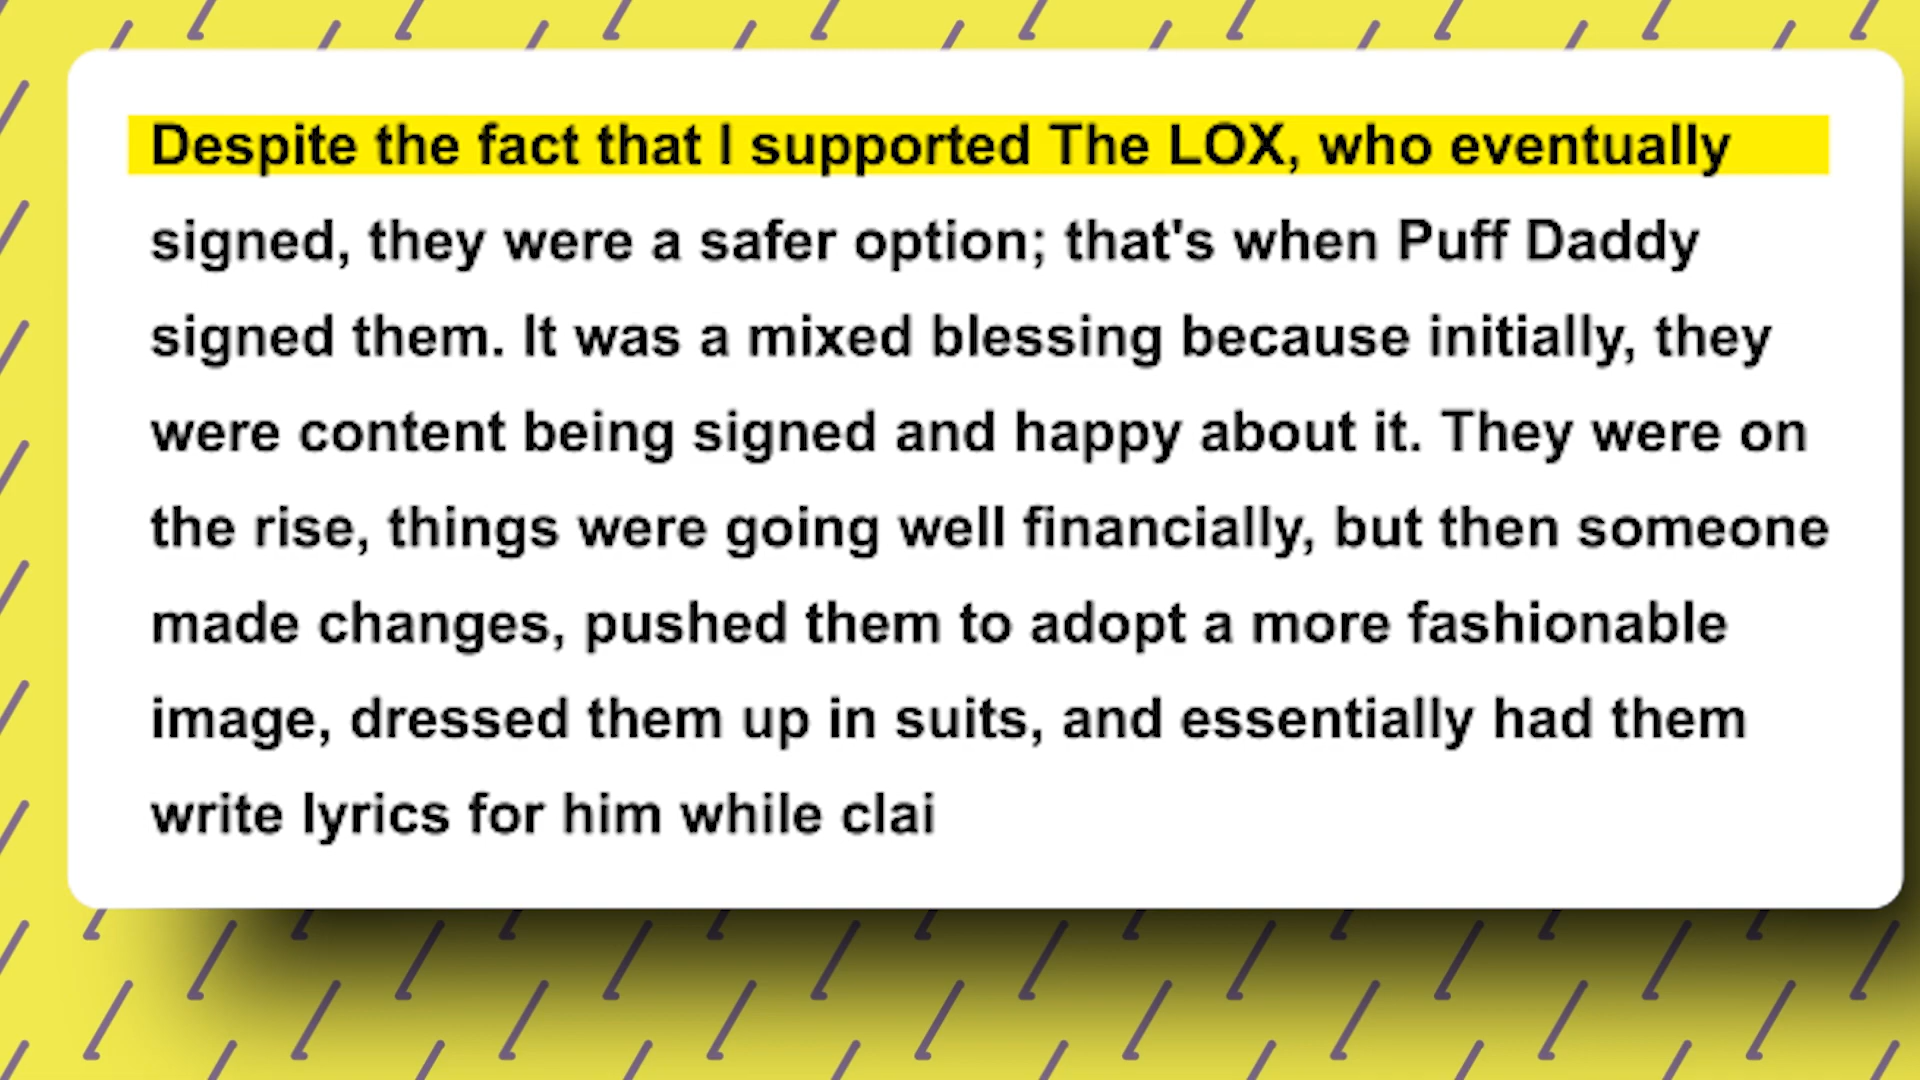 Despite the fact that I supported The LOX, who eventually
signed, they were a safer option; that's when Puff Daddy
signed them. It was a mixed blessing because initially, they
were content being signed and happy about it. They were on
the rise, things were going well financially, but then someone
made changes, pushed them to adopt a more fashionable
image, dressed them up in suits, and essentially had them
write lyrics for him while clai